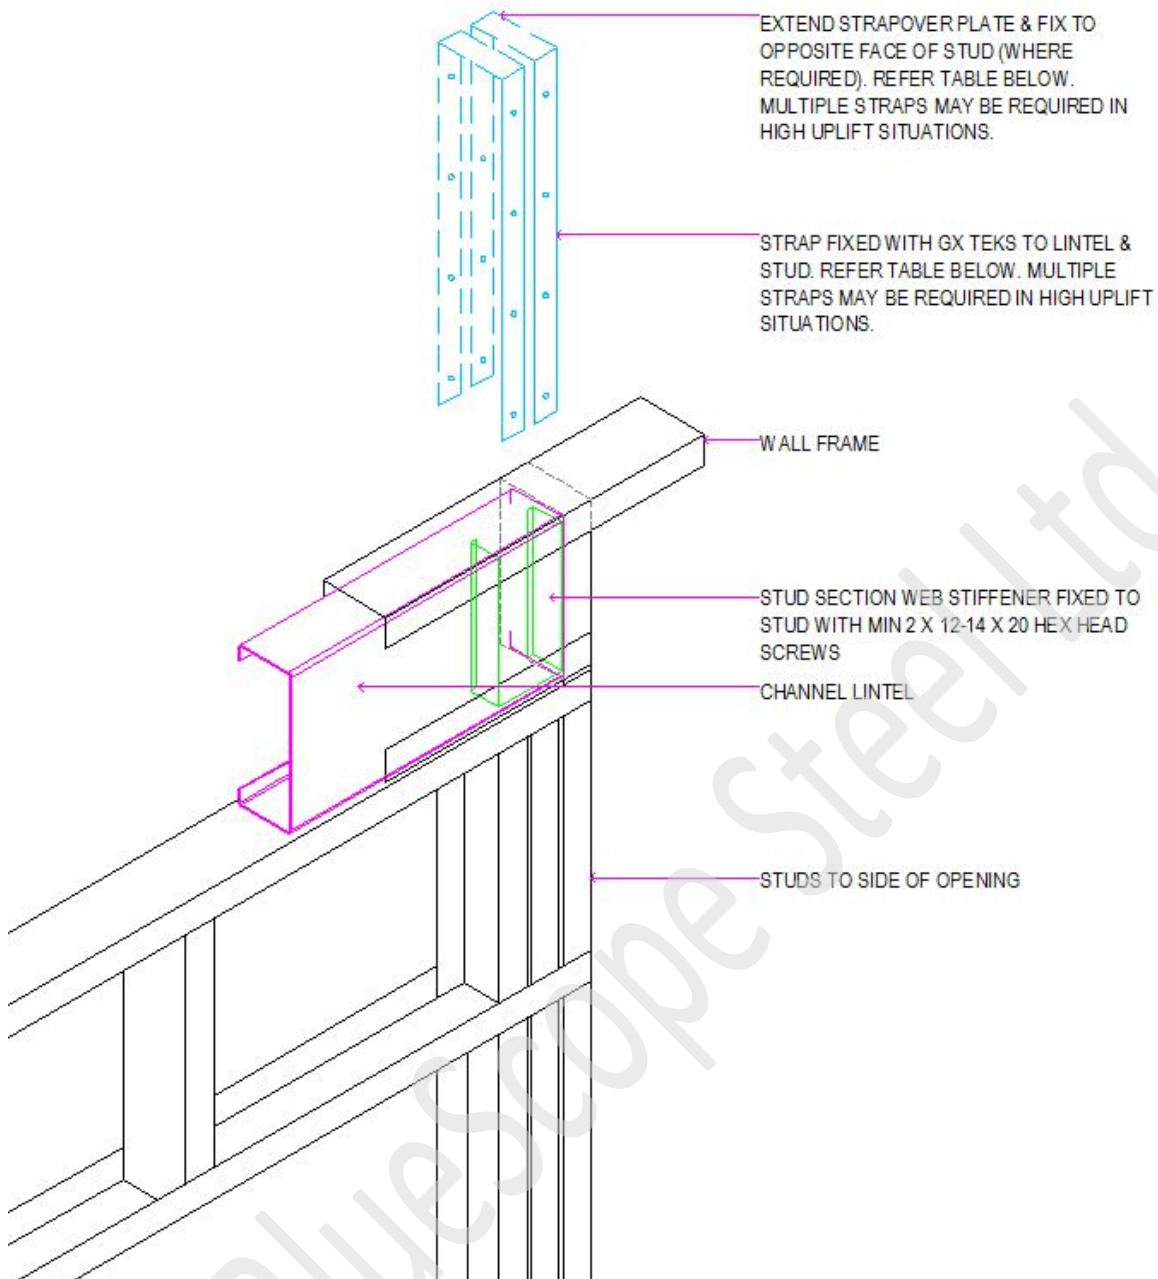 EXTEND STRAPOVER PLATE & FIX TO
OPPOSITE FACE OF STUD (WHERE
REQUIRED). REFER TABLE BELOW.
MULTIPLE STRAPS MAY BE REQUIRED IN
HIGH UPLIFT SITUATIONS.
STRAP FIXED WITH GX TEKS TO LINTEL &
STUD. REFER TABLE BELOW. MULTIPLE
STRAPS MAY BE REQUIRED IN HIGH UPLIFT
SITUATIONS.
WALL FRAME
STUD SECTION WEB STIFFENER FIXED TO
STUD WITH MIN 2 X 12-14 X 20 HEX HEAD
SCREWS
CHANNEL LINTEL
STUDS TO SIDE OF OPENING
lueScope Steel Ltd